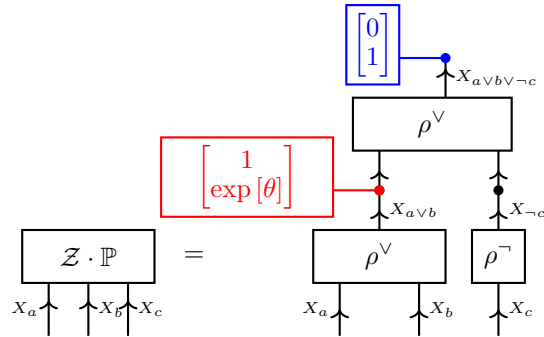 [0
1]
X_{a∨b∨¬c}
ρ^∨
[1
exp [θ]]
X_{a∨b}
X_{¬c}
𝒵 · ℙ
=
ρ^∨
ρ^¬
X_a
X_b
X_c
X_a
X_b
X_c